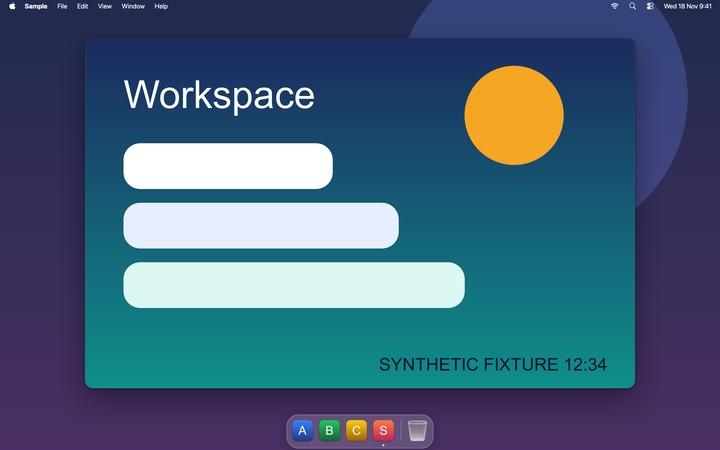 Sample File Edit View Window Help Wed 18 Nov 9:41
Workspace
SYNTHETIC FIXTURE 12:34
A B C S